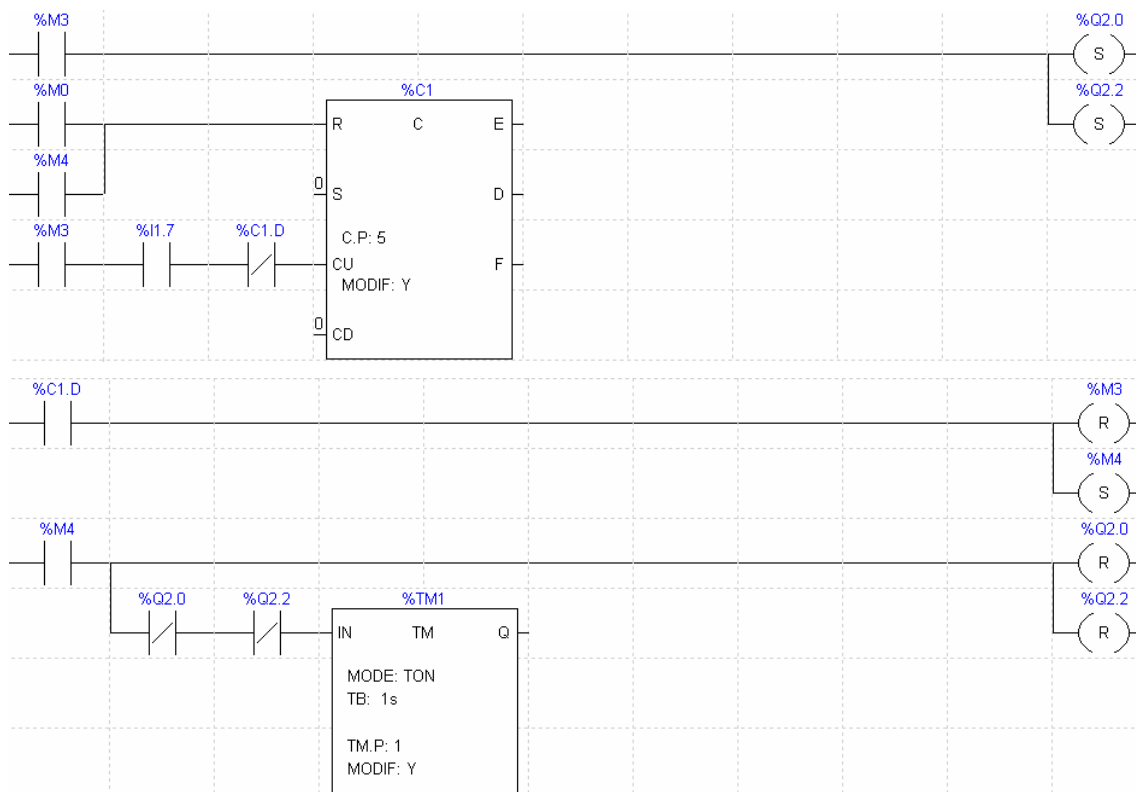 %M3
%Q2.0
S
%M0
%C1
%Q2.2
R C E
S
%M4
0
S D
%M3 %I1.7 %C1.D
C.P: 5
CU F
MODIF: Y
0
CD
%C1.D
%M3
R
%M4
S
%M4
%Q2.0
R
%Q2.0 %Q2.2 %TM1
%Q2.2
IN TM Q
R
MODE: TON
TB: 1s
TM.P: 1
MODIF: Y